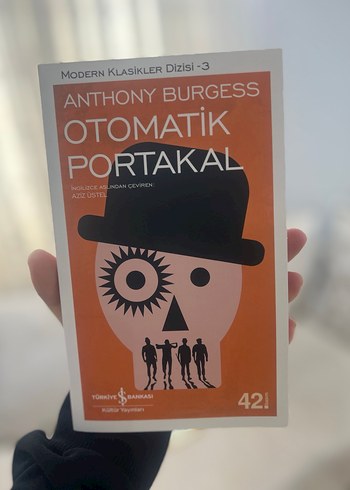 MODERN KLASİKLER DİZİSİ -3
ANTHONY BURGESS
OTOMATİK
PORTAKAL
İNGİLİZCE ASLINDAN ÇEVİREN:
AZİZ ÜSTEL
TÜRKİYE İŞ BANKASI
Kültür Yayınları
42.